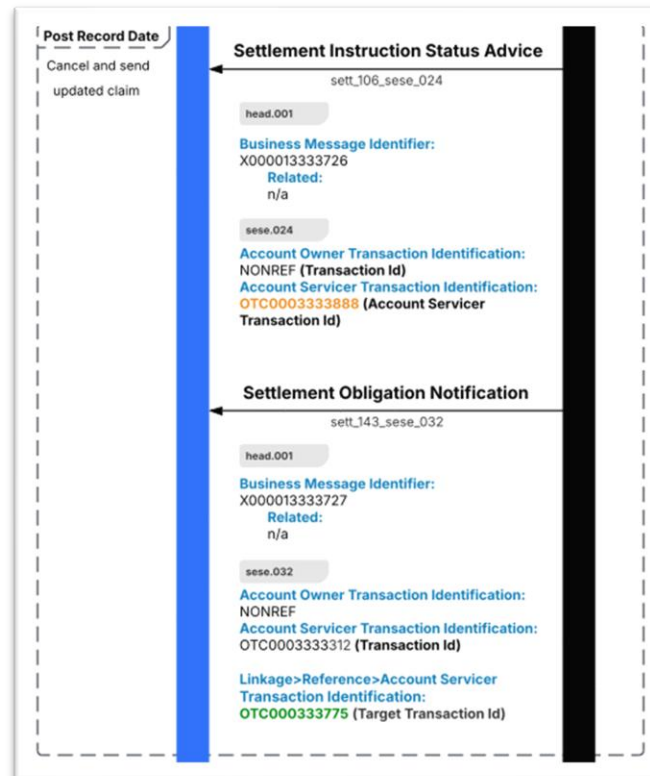 Post Record Date
Cancel and send
updated claim
Settlement Instruction Status Advice
sett_106_sese_024
head.001
Business Message Identifier:
X000013333726
Related:
n/a
sese.024
Account Owner Transaction Identification:
NONREF (Transaction Id)
Account Servicer Transaction Identification:
OTC0003333888 (Account Servicer
Transaction Id)
Settlement Obligation Notification
sett_143_sese_032
head.001
Business Message Identifier:
X000013333727
Related:
n/a
sese.032
Account Owner Transaction Identification:
NONREF
Account Servicer Transaction Identification:
OTC0003333312 (Transaction Id)
Linkage>Reference>Account Servicer
Transaction Identification:
OTC000333775 (Target Transaction Id)